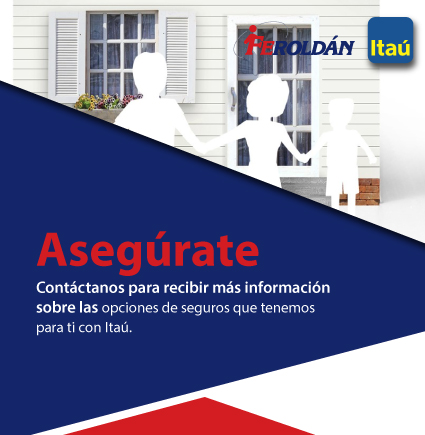 FEROLDÁN
Itaú
Asegúrate
Contáctanos para recibir más información
sobre las opciones de seguros que tenemos
para ti con Itaú.